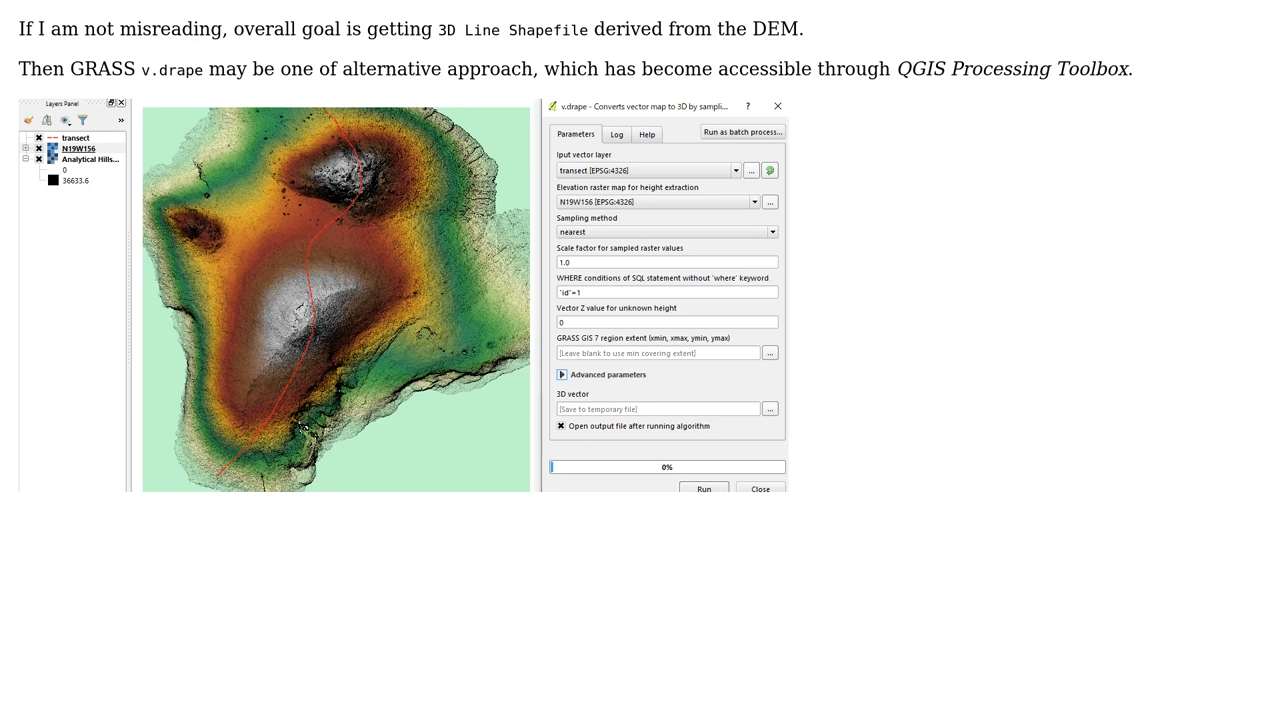 If I am not misreading, overall goal is getting 3D Line Shapefile derived from the DEM.
Then GRASS v.drape may be one of alternative approach, which has become accessible through QGIS Processing Toolbox.
Layers Panel
»
transect
N19W156
Analytical Hills...
0
36633.6
v.drape - Converts vector map to 3D by sampli...
?
Parameters
Log
Help
Run as batch process...
Iput vector layer
transect [EPSG:4326]
...
Elevation raster map for height extraction
N19W156 [EPSG:4326]
...
Sampling method
nearest
Scale factor for sampled raster values
1.0
WHERE conditions of SQL statement without 'where' keyword
"id"=1
Vector Z value for unknown height
0
GRASS GIS 7 region extent (xmin, xmax, ymin, ymax)
[Leave blank to use min covering extent]
...
Advanced parameters
3D vector
[Save to temporary file]
...
Open output file after running algorithm
0%
Run
Close